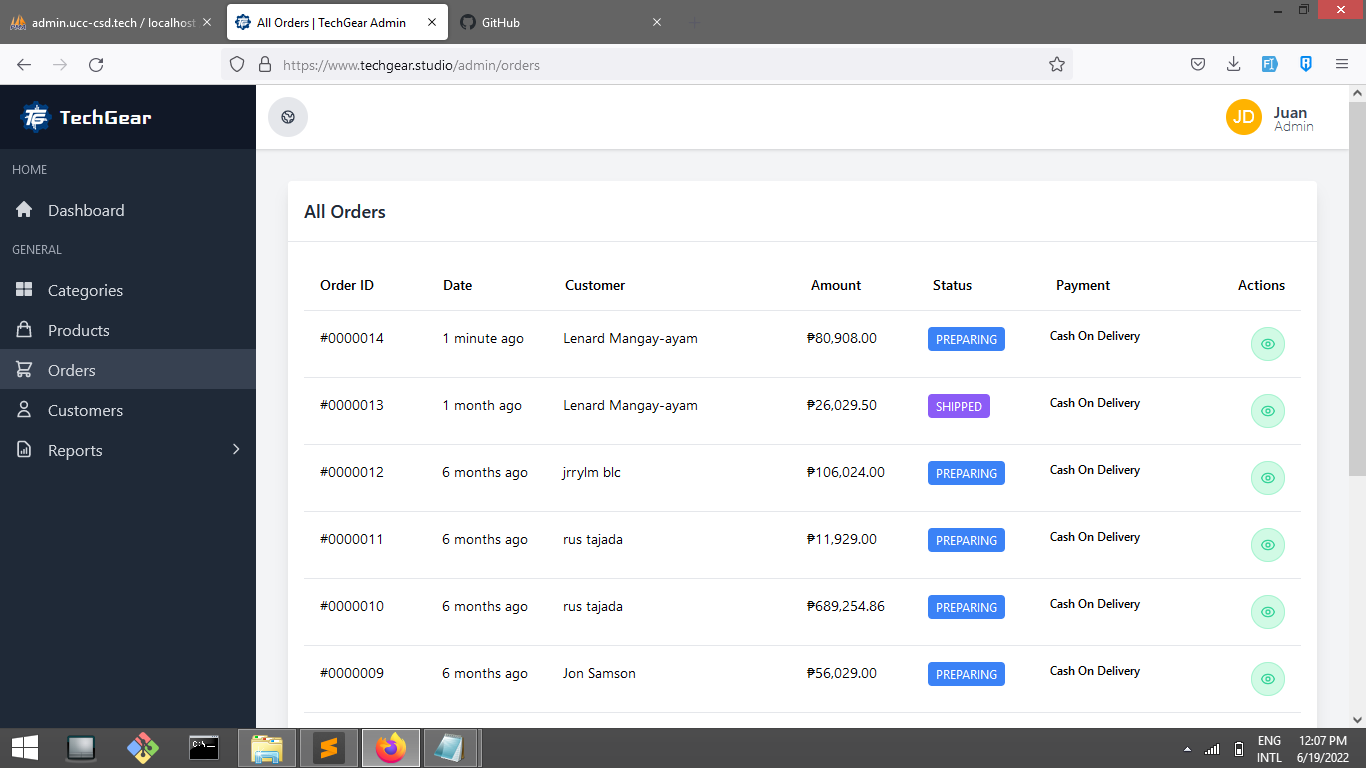 admin.ucc-csd.tech / localhost
All Orders | TechGear Admin
GitHub
https://www.techgear.studio/admin/orders
TechGear
JD
Juan
Admin
HOME
Dashboard
GENERAL
Categories
Products
Orders
Customers
Reports
All Orders
Order ID Date Customer Amount Status Payment Actions
#0000014 1 minute ago Lenard Mangay-ayam ₱80,908.00 PREPARING Cash On Delivery
#0000013 1 month ago Lenard Mangay-ayam ₱26,029.50 SHIPPED Cash On Delivery
#0000012 6 months ago jrrylm blc ₱106,024.00 PREPARING Cash On Delivery
#0000011 6 months ago rus tajada ₱11,929.00 PREPARING Cash On Delivery
#0000010 6 months ago rus tajada ₱689,254.86 PREPARING Cash On Delivery
#0000009 6 months ago Jon Samson ₱56,029.00 PREPARING Cash On Delivery
ENG 12:07 PM
INTL 6/19/2022